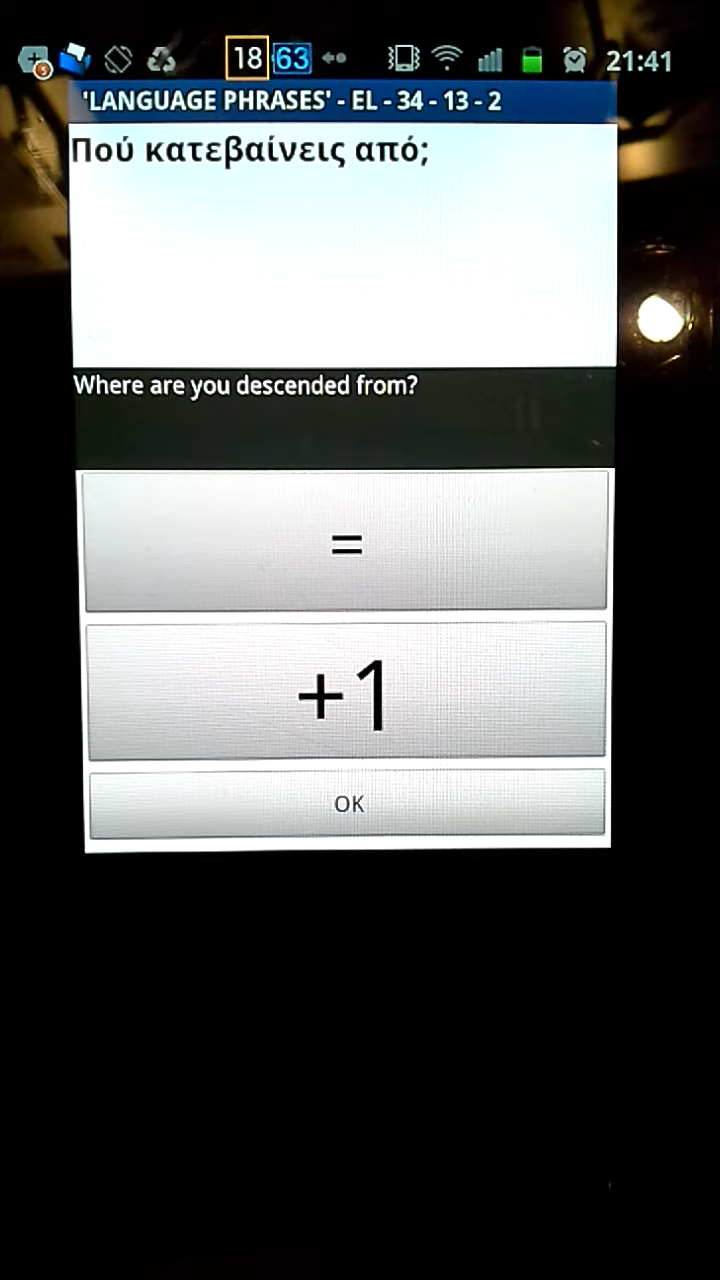 18 63 21:41
'LANGUAGE PHRASES' - EL - 34 - 13 - 2
Πού κατεβαίνεις από;
Where are you descended from?
=
+1
OK